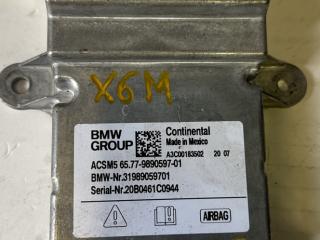 X6M
BMW GROUP
Continental
Made in Mexico
A3C00183502 20 07
ACSM5 65.77-9890597-01
BMW-Nr.31989059701
Serial-Nr.20B0461C0944
AIRBAG